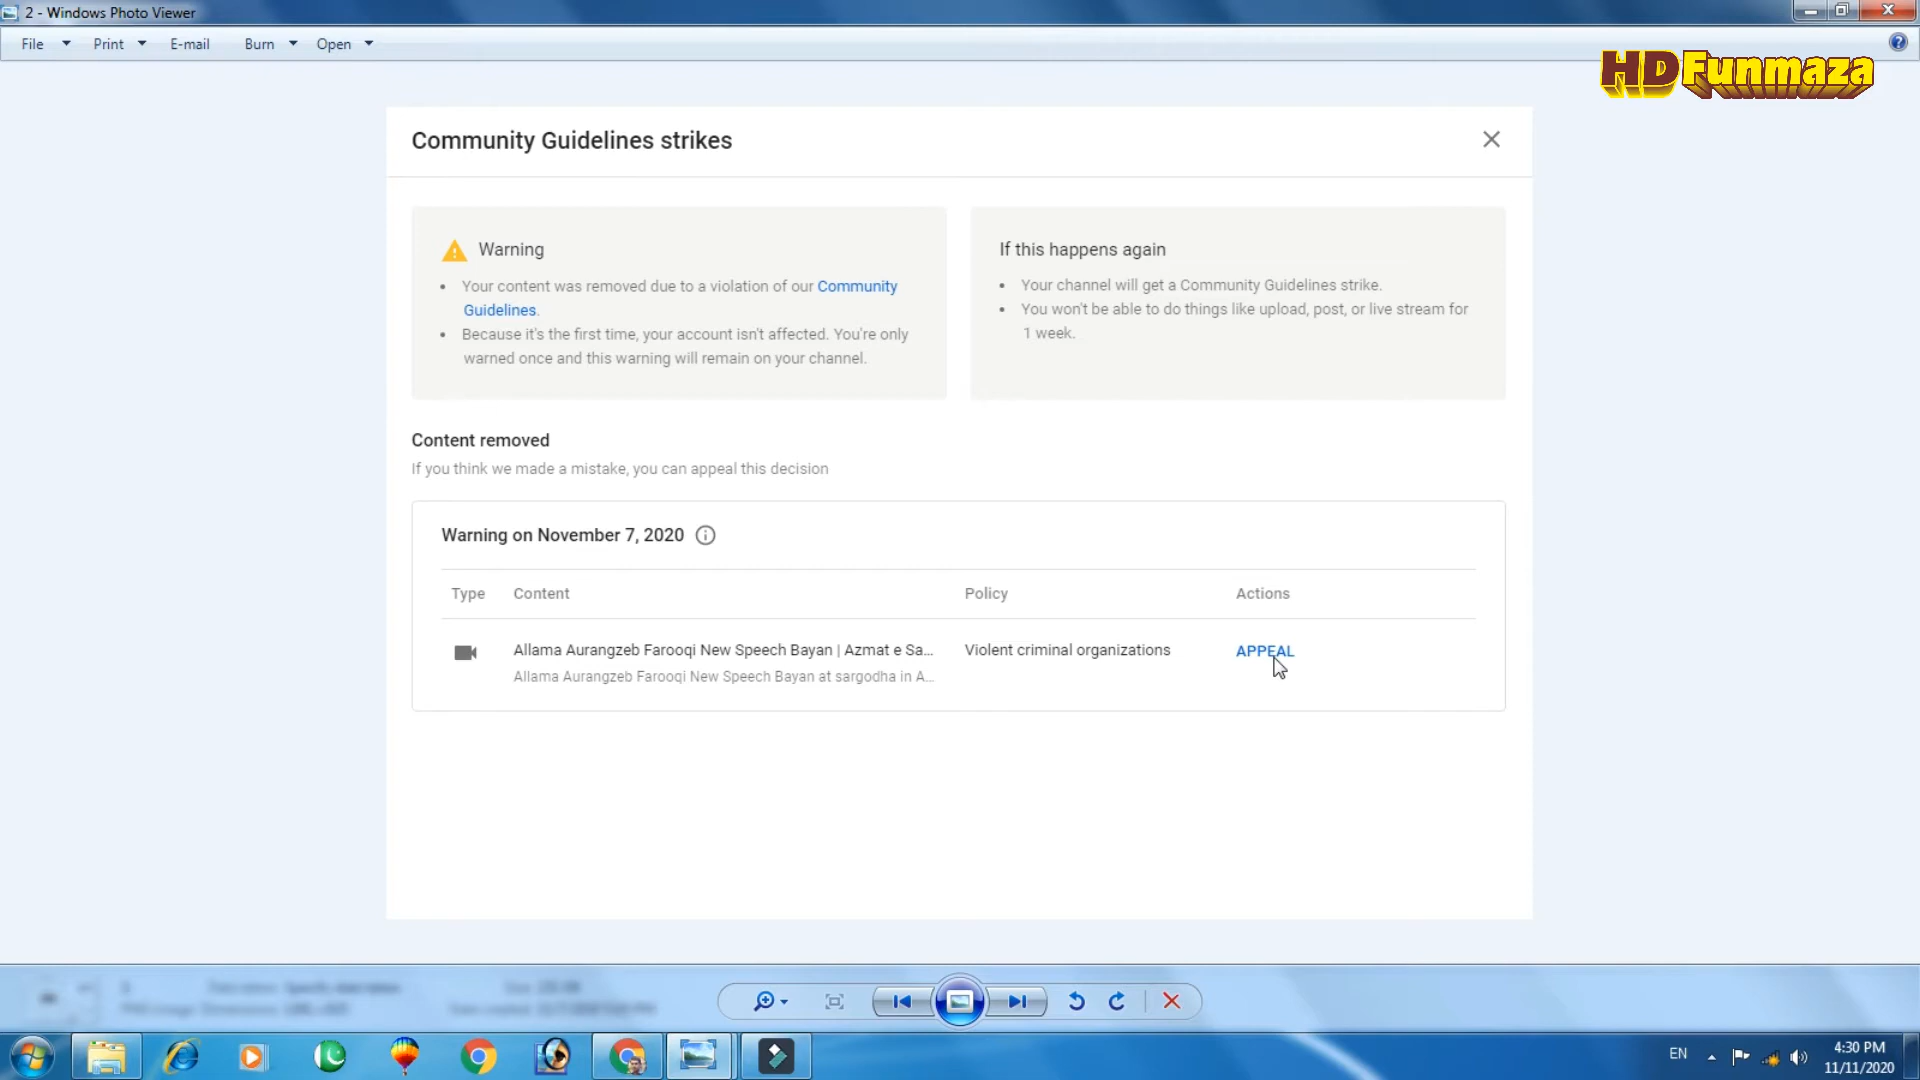 2 - Windows Photo Viewer
File Print E-mail Burn Open
HD Funmaza
Community Guidelines strikes
Warning
Your content was removed due to a violation of our Community
Guidelines.
Because it's the first time, your account isn't affected. You're only
warned once and this warning will remain on your channel.
If this happens again
Your channel will get a Community Guidelines strike.
You won't be able to do things like upload, post, or live stream for
1 week.
Content removed
If you think we made a mistake, you can appeal this decision
Warning on November 7, 2020
Type Content Policy Actions
Allama Aurangzeb Farooqi New Speech Bayan | Azmat e Sa... Violent criminal organizations APPEAL
Allama Aurangzeb Farooqi New Speech Bayan at sargodha in A...
EN
4:30 PM
11/11/2020